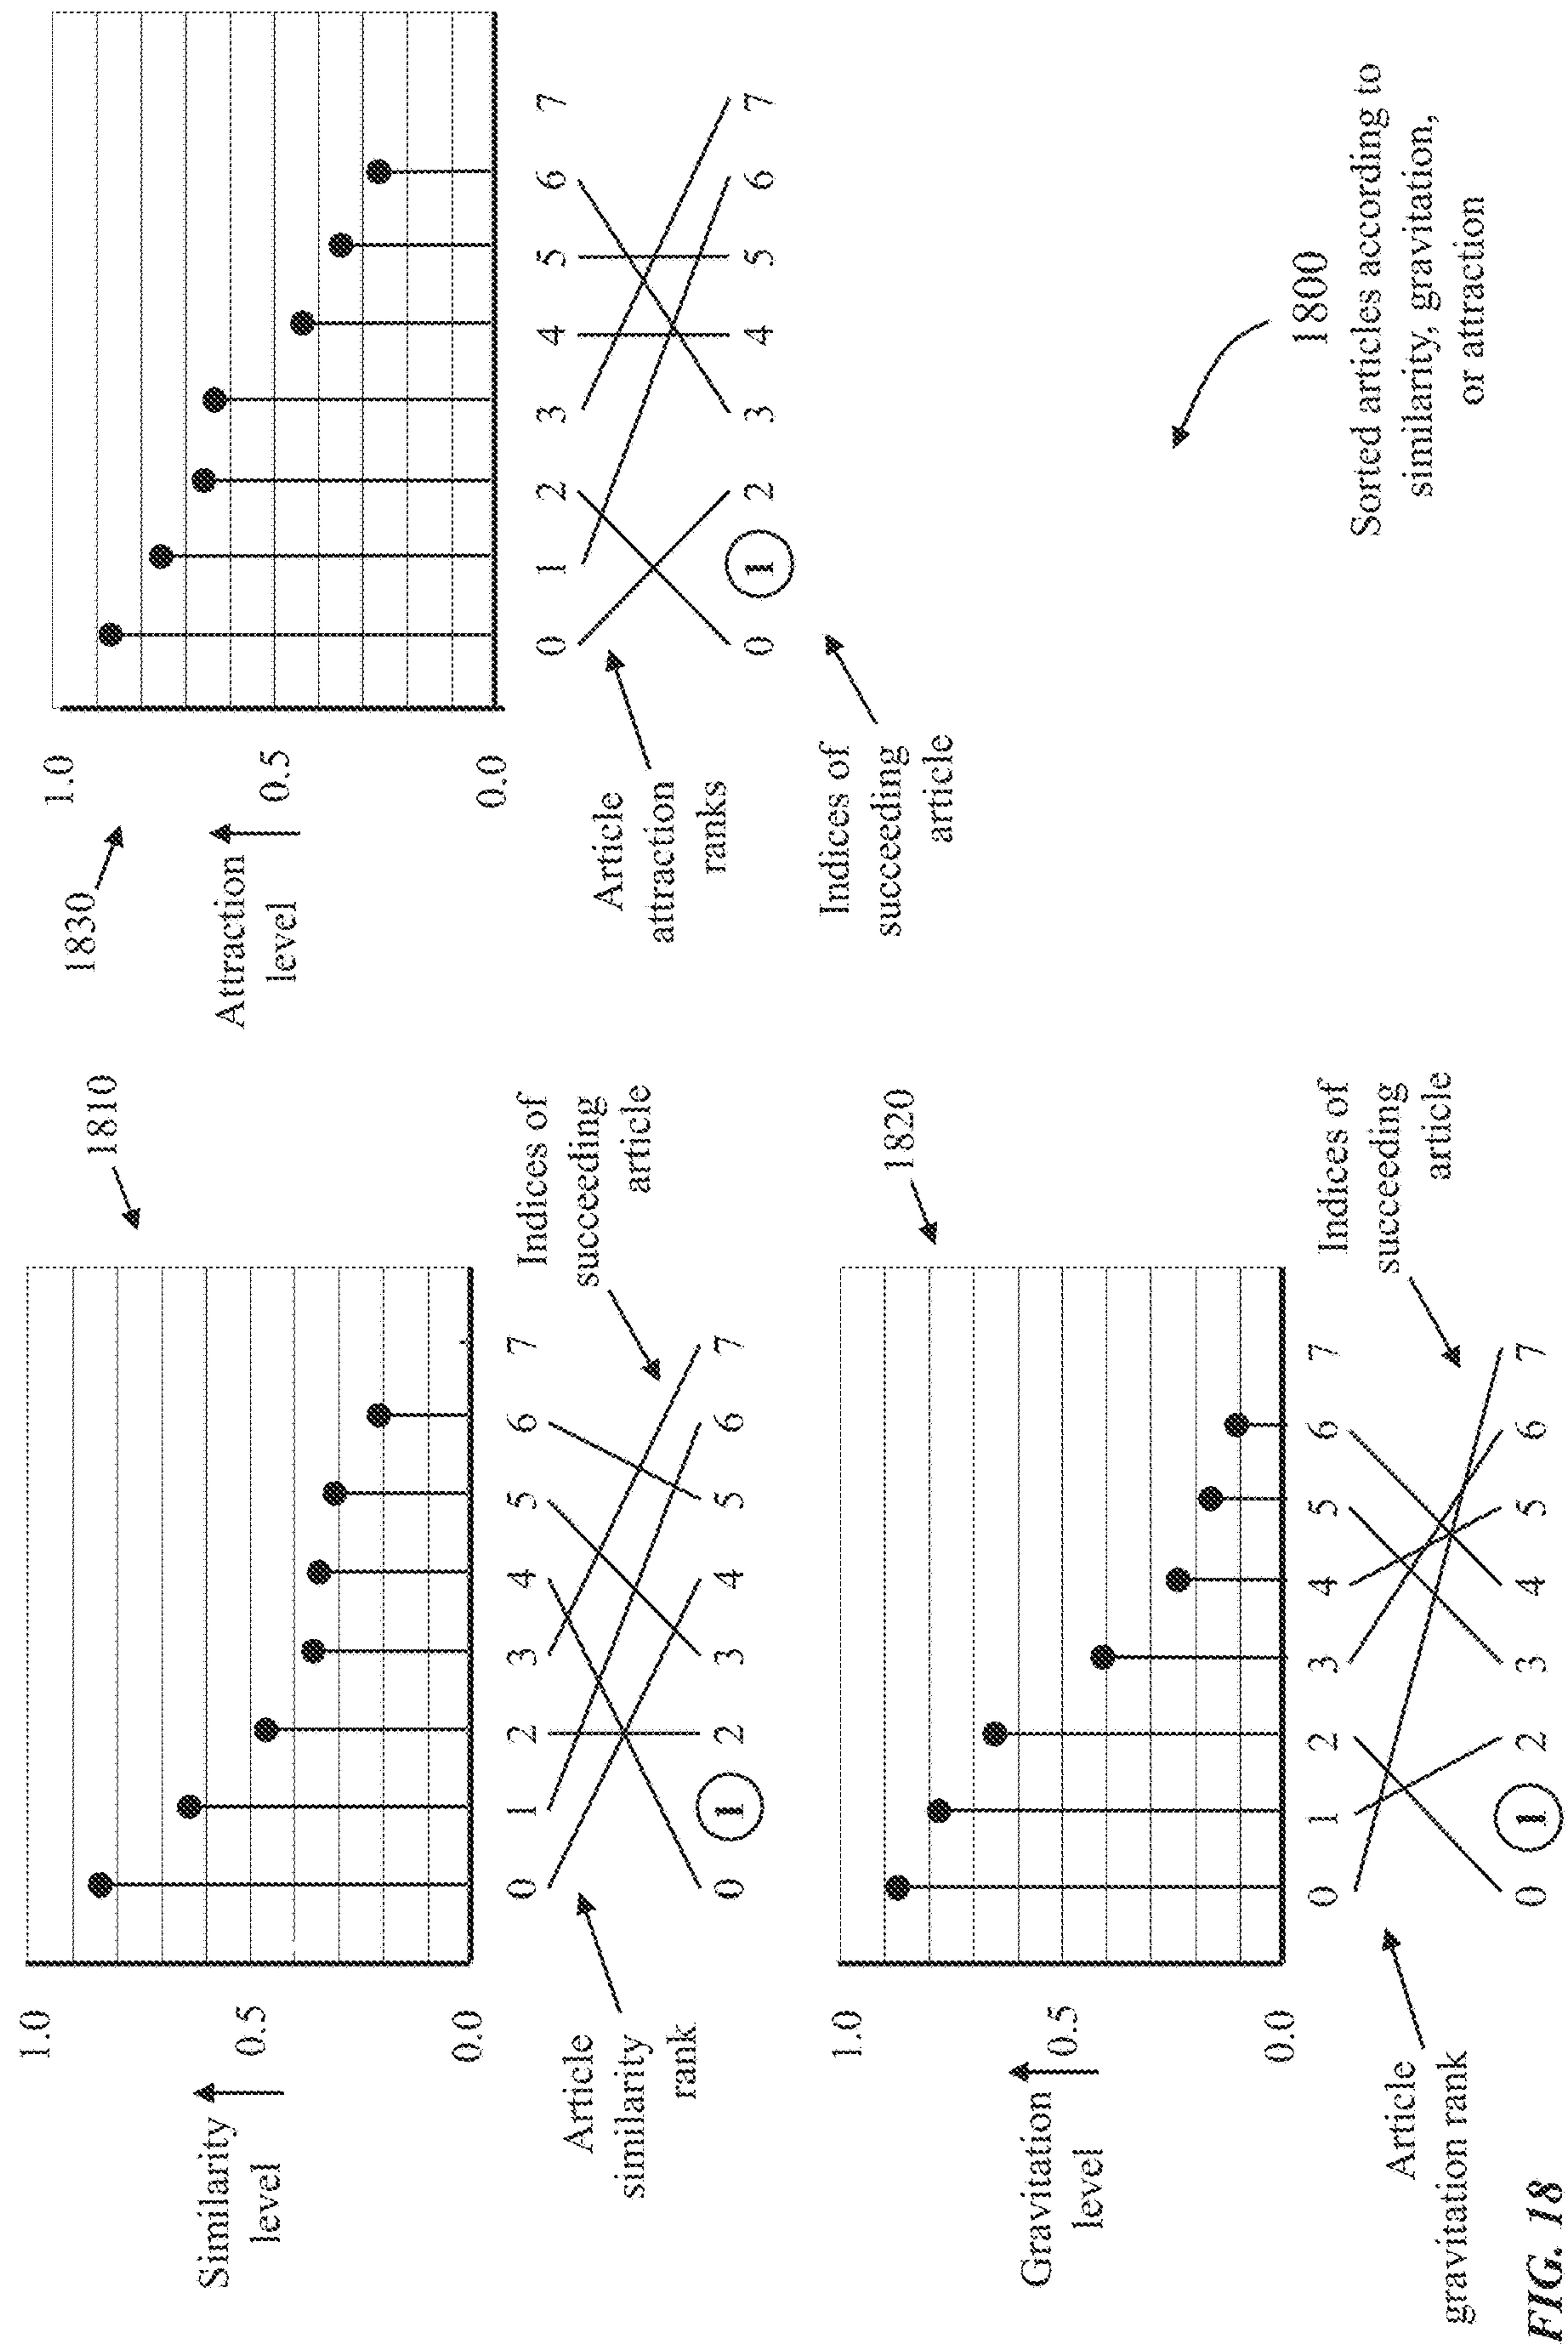 1.0
0.5
0.0
Similarity
level
1810
0 1 2 3 4 5 6 7
Article
similarity
rank
0 1 2 3 4 5 6 7
Indices of
succeeding
article
1.0
0.5
0.0
Gravitation
level
1820
0 1 2 3 4 5 6 7
Article
gravitation rank
0 1 2 3 4 5 6 7
Indices of
succeeding
article
1830
1.0
0.5
0.0
Attraction
level
0 1 2 3 4 5 6 7
Article
attraction
ranks
0 1 2 3 4 5 6 7
Indices of
succeeding
article
1800
Sorted articles according to
similarity, gravitation,
or attraction
FIG. 18